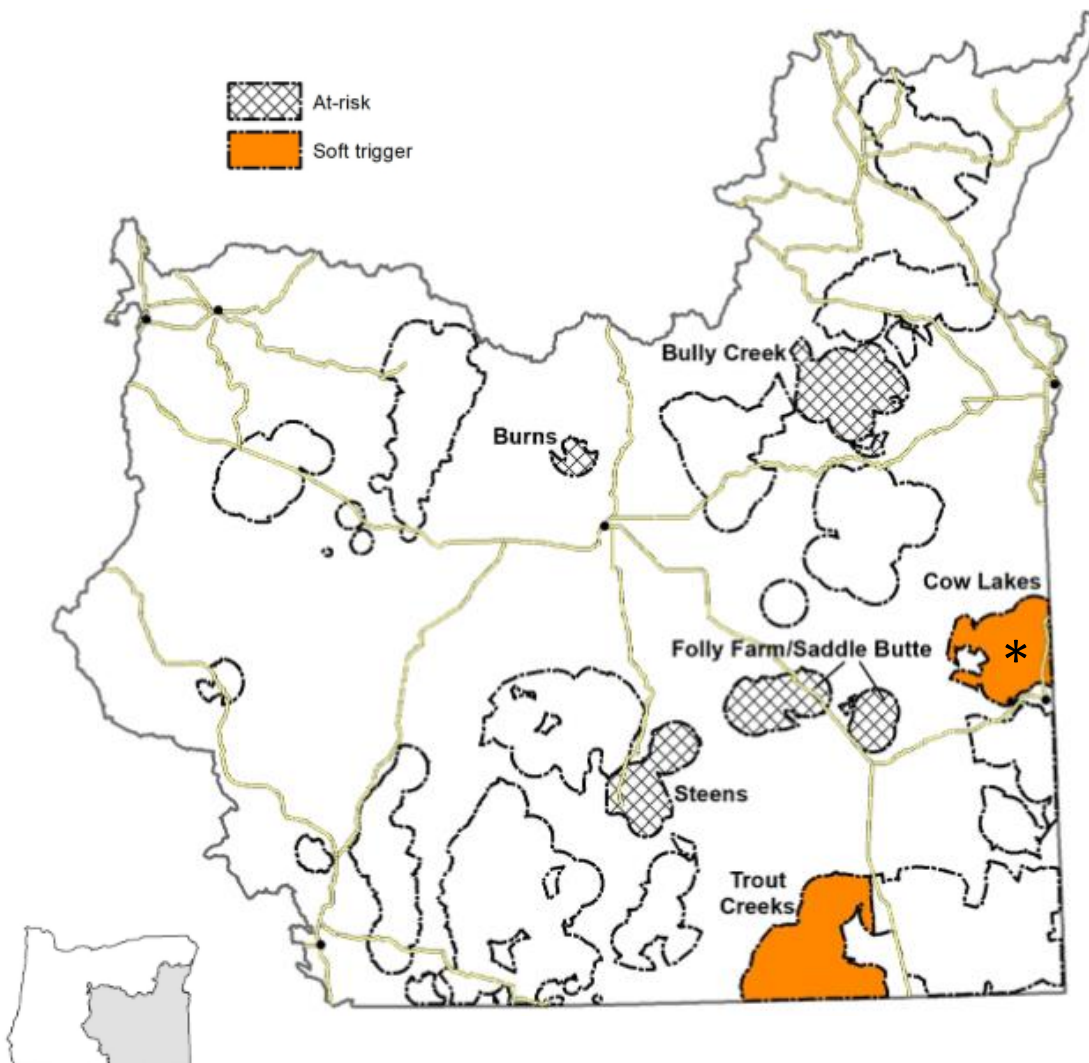 At-risk
Soft trigger
Bully Creek
Burns
Cow Lakes
*
Folly Farm/Saddle Butte
Steens
Trout
Creeks